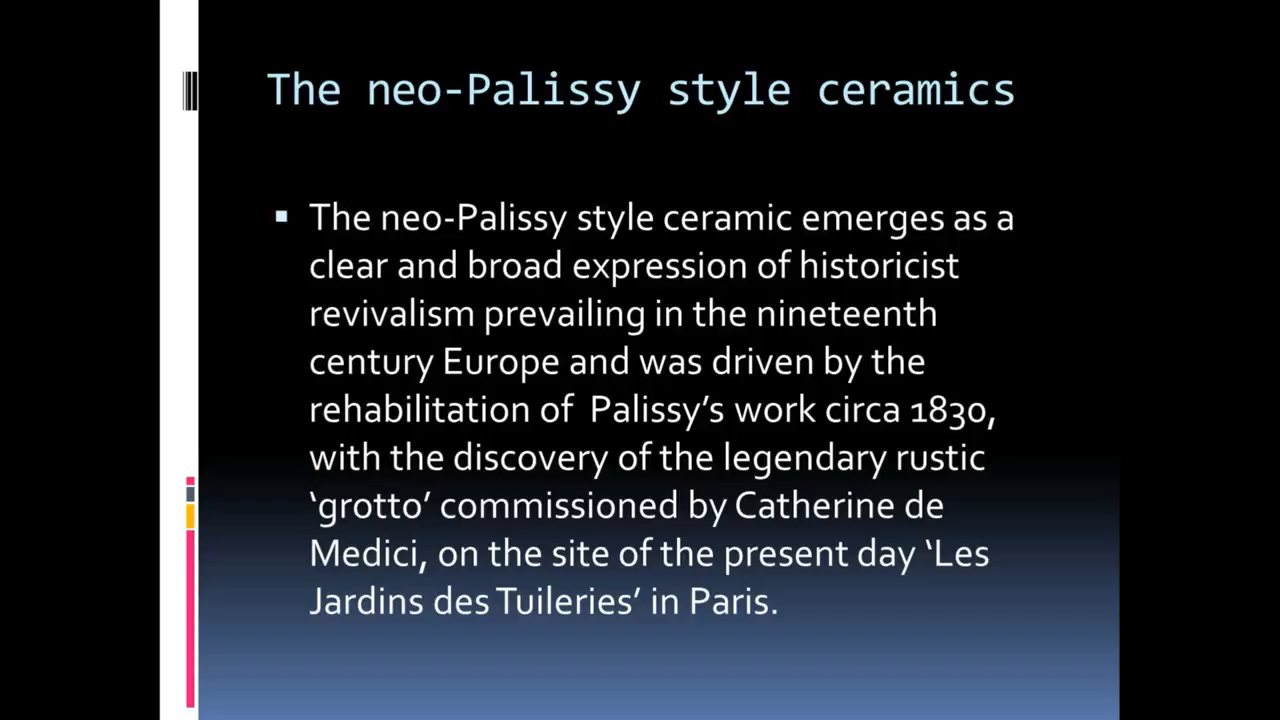 The neo-Palissy style ceramics
The neo-Palissy style ceramic emerges as a
clear and broad expression of historicist
revivalism prevailing in the nineteenth
century Europe and was driven by the
rehabilitation of  Palissy’s work circa 1830,
with the discovery of the legendary rustic
‘grotto’ commissioned by Catherine de
Medici, on the site of the present day ‘Les
Jardins des Tuileries’ in Paris.